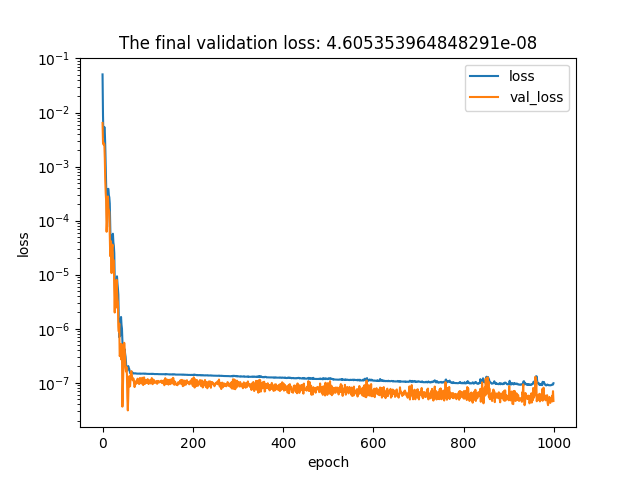 The final validation loss: 4.605353964848291e-08
10⁻¹
10⁻²
10⁻³
10⁻⁴
10⁻⁵
10⁻⁶
10⁻⁷
loss
loss
val_loss
0 200 400 600 800 1000
epoch